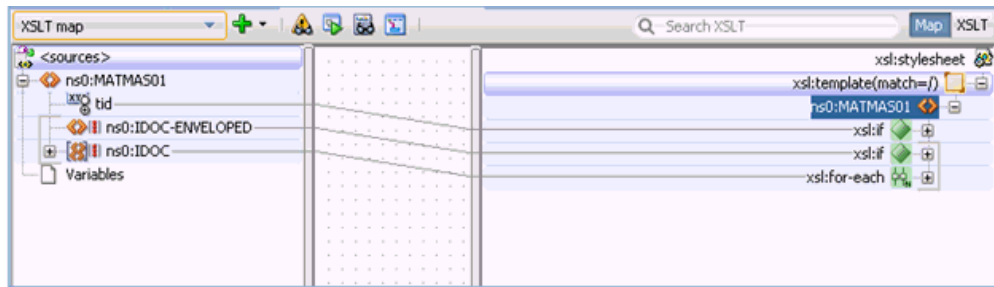 XSLT map
Search XSLT
Map XSLT
<sources>
xsl:stylesheet
ns0:MATMAS01
xsl:template(match=/)
tid
ns0:MATMAS01
ns0:IDOC-ENVELOPED
xsl:if
ns0:IDOC
xsl:if
Variables
xsl:for-each